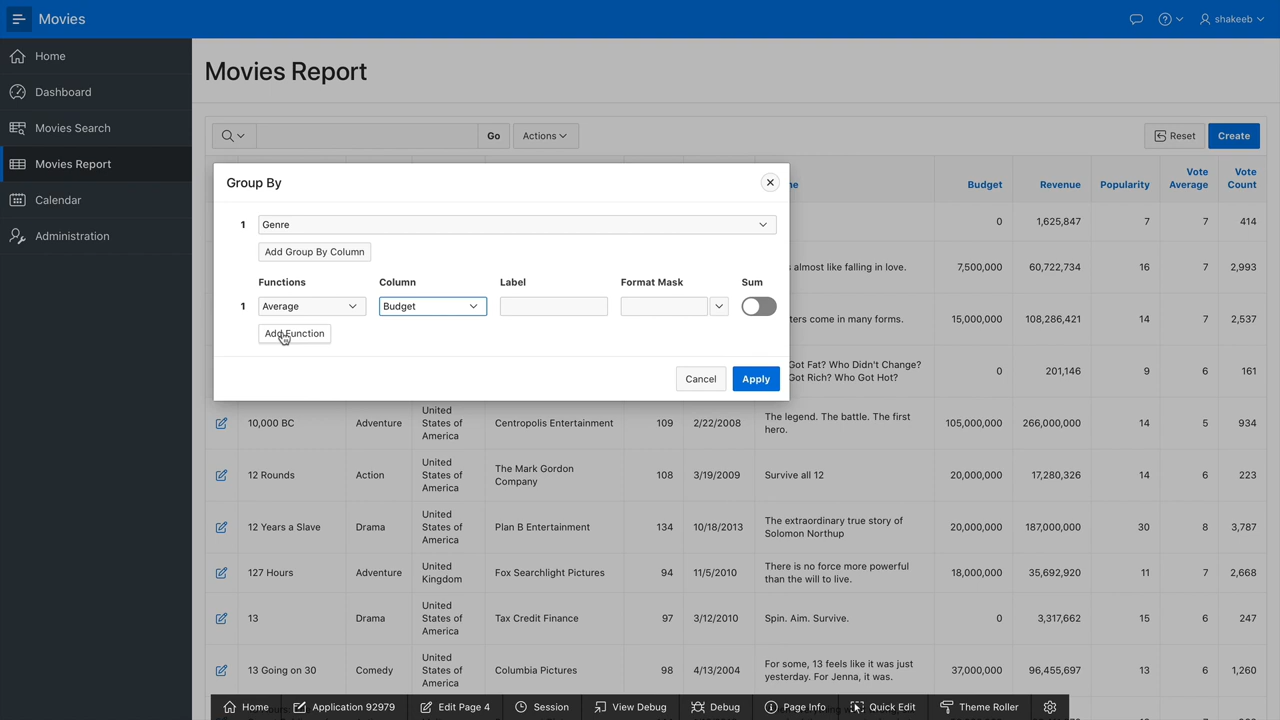 Movies
shakeeb
Home
Dashboard
Movies Search
Movies Report
Calendar
Administration
Movies Report
Go
Actions
Reset
Create
Budget
Revenue
Popularity
Vote
Average
Vote
Count
0 1,625,847 7 7 414
almost like falling in love. 7,500,000 60,722,734 16 7 2,993
come in many forms. 15,000,000 108,286,421 14 7 2,537
Got Fat? Who Didn't Change?
Got Rich? Who Got Hot?
0 201,146 9 6 161
Group By
1 Genre
Add Group By Column
Functions Column Label Format Mask Sum
1 Average Budget
Add Function
Cancel Apply
10,000 BC Adventure
United
States of
America
Centropolis Entertainment 109 2/22/2008
The legend. The battle. The first
hero.
105,000,000 266,000,000 14 5 934
12 Rounds Action
United
States of
America
The Mark Gordon
Company
108 3/19/2009 Survive all 12 20,000,000 17,280,326 14 6 223
12 Years a Slave Drama
United
States of
America
Plan B Entertainment 134 10/18/2013
The extraordinary true story of
Solomon Northup
20,000,000 187,000,000 30 8 3,787
127 Hours Adventure
United
Kingdom
Fox Searchlight Pictures 94 11/5/2010
There is no force more powerful
than the will to live.
18,000,000 35,692,920 11 7 2,668
13 Drama
United
States of
America
Tax Credit Finance 97 3/12/2010 Spin. Aim. Survive. 0 3,317,662 15 6 247
13 Going on 30 Comedy
United
States of
America
Columbia Pictures 98 4/13/2004
For some, 13 feels like it was just
yesterday. For Jenna, it was.
37,000,000 96,455,697 13 6 1,260
Home Application 92979 Edit Page 4 Session View Debug Debug Page Info Quick Edit Theme Roller